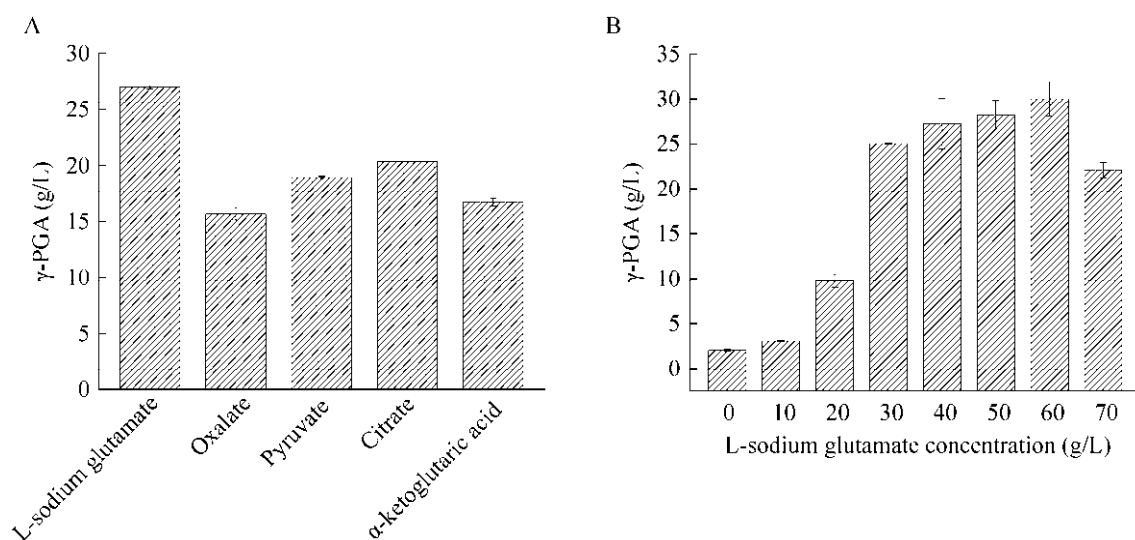 A
30
25
20
15
10
5
0
γ-PGA (g/L)
L-sodium glutamate
Oxalate
Pyruvate
Citrate
α-ketoglutaric acid
B
35
30
25
20
15
10
5
0
γ-PGA (g/L)
0 10 20 30 40 50 60 70
L-sodium glutamate concentration (g/L)